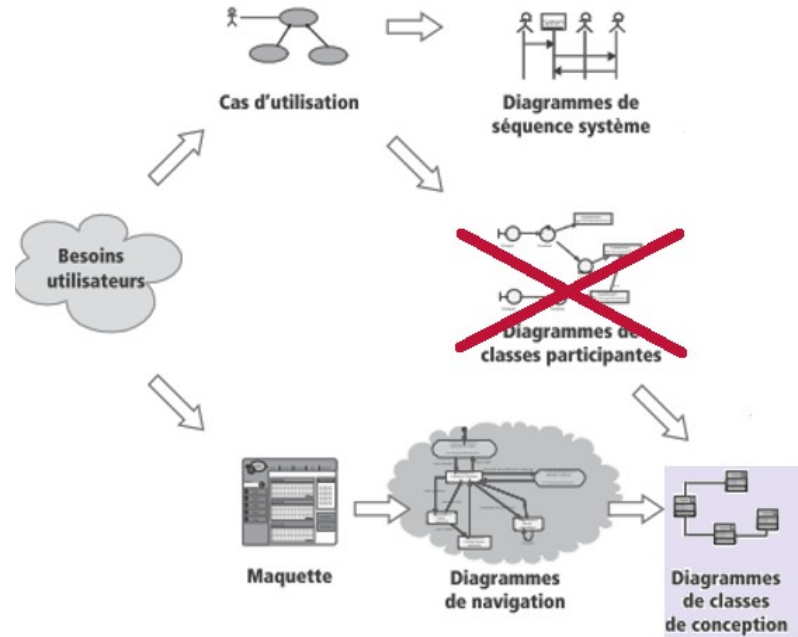 Cas d'utilisation
Diagrammes de
séquence système
Besoins
utilisateurs
Diagrammes de
classes participantes
Maquette
Diagrammes
de navigation
Diagrammes
de classes
de conception